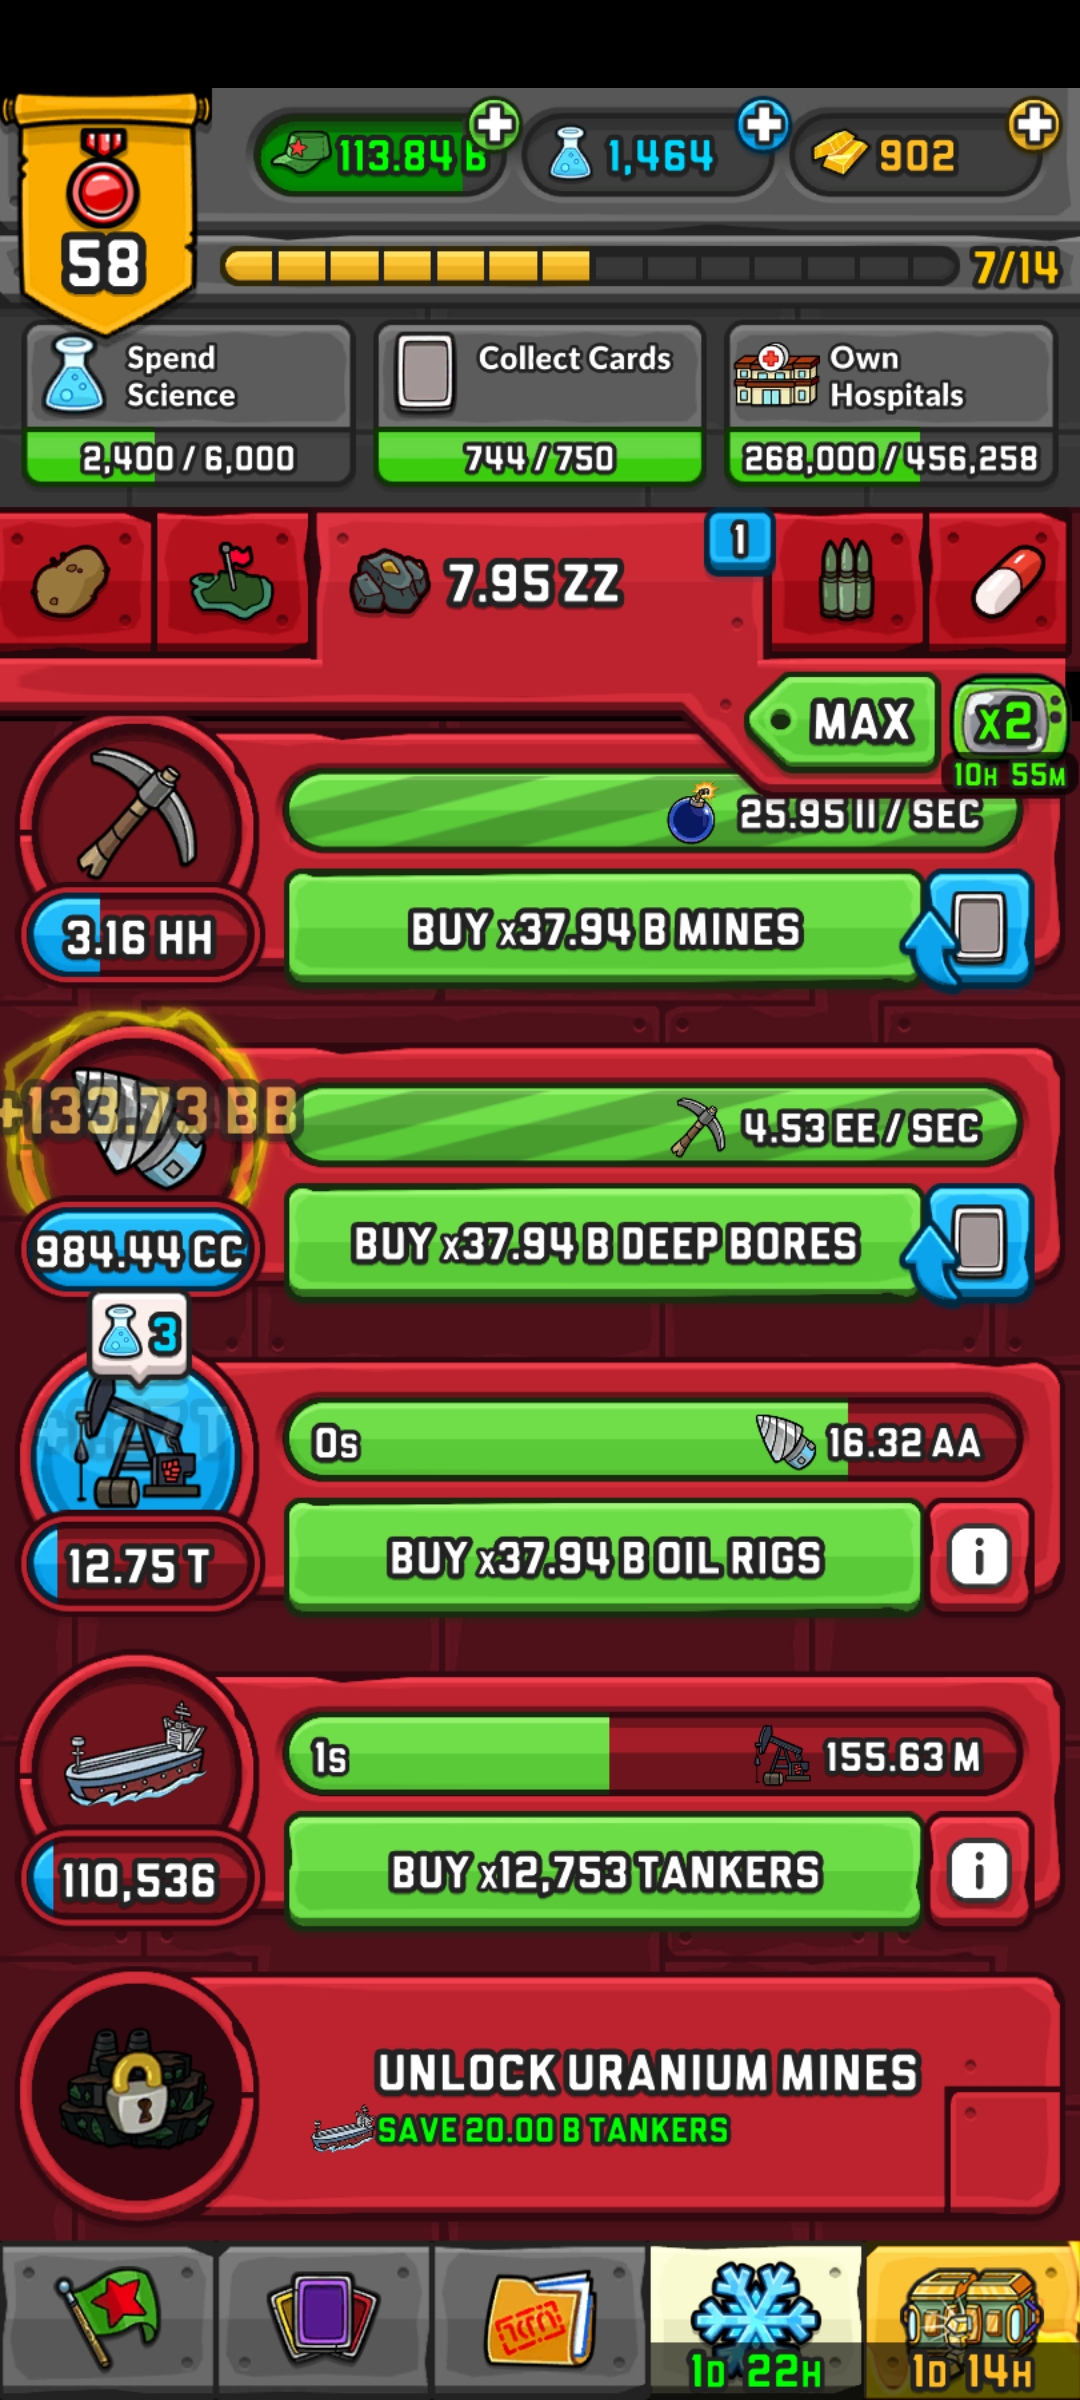 113.84 B
1,464
902
58
7/14
Spend
Science
2,400 / 6,000
Collect Cards
744 / 750
Own
Hospitals
268,000 / 456,258
7.95 ZZ
1
MAX
x2
10H 55M
25.95 II / SEC
3.16 HH
BUY x37.94 B MINES
+133.73 BB
4.53 EE / SEC
984.44 CC
BUY x37.94 B DEEP BORES
3
0s
16.32 AA
12.75 T
BUY x37.94 B OIL RIGS
i
1s
155.63 M
110,536
BUY x12,753 TANKERS
i
UNLOCK URANIUM MINES
SAVE 20.00 B TANKERS
1D 22H
1D 14H